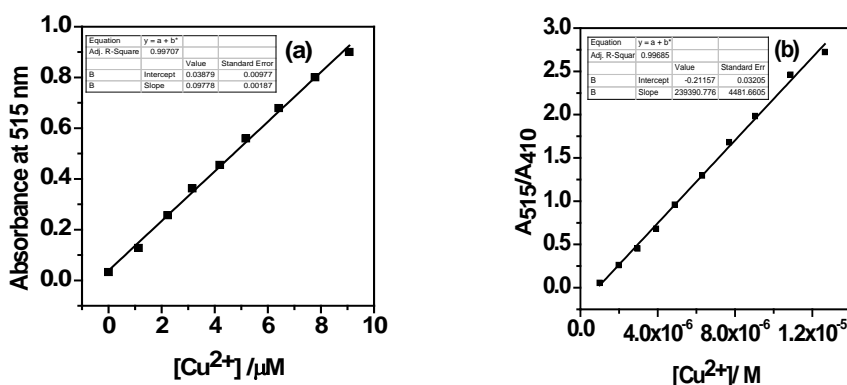 (a)
Equation y = a + b*
Adj. R-Square 0.99707
Value Standard Error
B Intercept 0.03879 0.00977
B Slope 0.09778 0.00187
Absorbance at 515 nm
1.0
0.8
0.6
0.4
0.2
0.0
0 2 4 6 8 10
[Cu2+] /μM
(b)
Equation y = a + b*
Adj. R-Squar 0.99685
Value Standard Err
B Intercept -0.21157 0.03205
B Slope 239390.776 4481.6605
A515/A410
3.0
2.5
2.0
1.5
1.0
0.5
0.0
0.0 4.0x10-6 8.0x10-6 1.2x10-5
[Cu2+]/ M